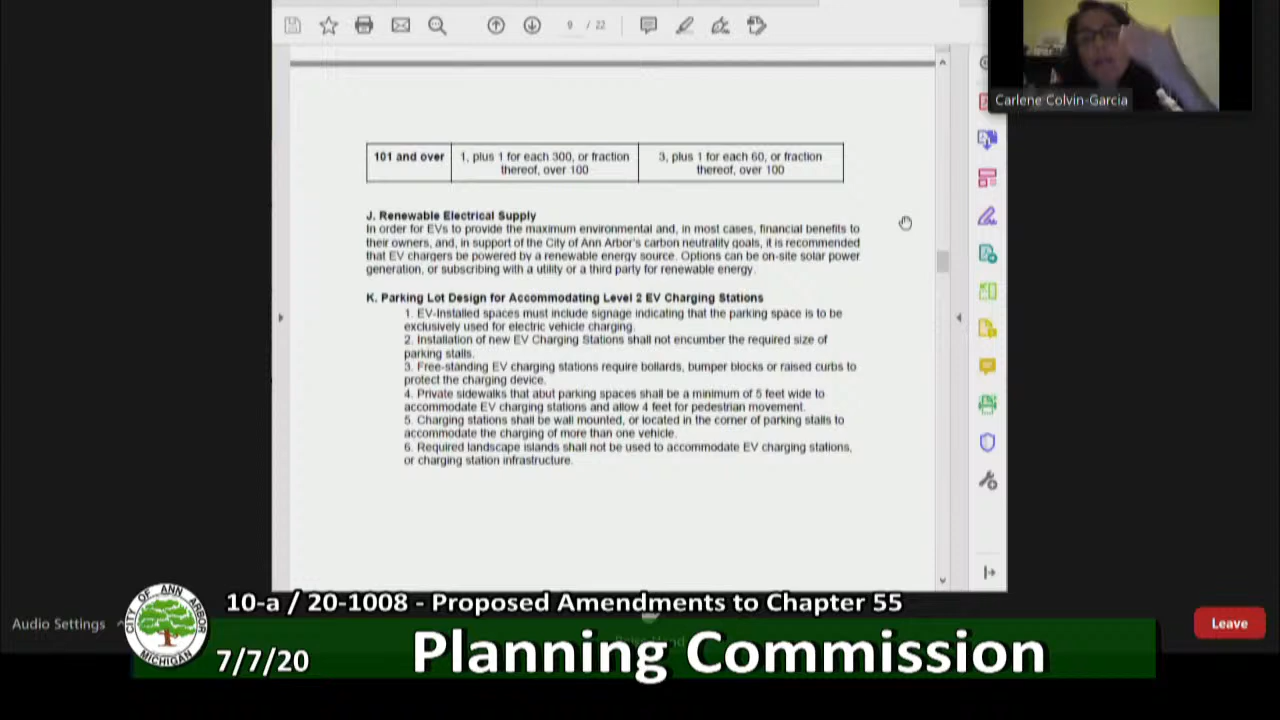 9 / 22
Carlene Colvin-Garcia
101 and over
1, plus 1 for each 300, or fraction
thereof, over 100
3, plus 1 for each 60, or fraction
thereof, over 100
J. Renewable Electrical Supply
In order for EVs to provide the maximum environmental and, in most cases, financial benefits to
their owners, and, in support of the City of Ann Arbor's carbon neutrality goals, it is recommended
that EV chargers be powered by a renewable energy source. Options can be on-site solar power
generation, or subscribing with a utility or a third party for renewable energy.
K. Parking Lot Design for Accommodating Level 2 EV Charging Stations
1. EV-Installed spaces must include signage indicating that the parking space is to be
exclusively used for electric vehicle charging.
2. Installation of new EV Charging Stations shall not encumber the required size of
parking stalls.
3. Free-standing EV charging stations require bollards, bumper blocks or raised curbs to
protect the charging device.
4. Private sidewalks that abut parking spaces shall be a minimum of 5 feet wide to
accommodate EV charging stations and allow 4 feet for pedestrian movement.
5. Charging stations shall be wall mounted, or located in the corner of parking stalls to
accommodate the charging of more than one vehicle.
6. Required landscape islands shall not be used to accommodate EV charging stations,
or charging station infrastructure.
Audio Settings
CITY OF ANN ARBOR
MICHIGAN
10-a / 20-1008 - Proposed Amendments to Chapter 55
7/7/20
Planning Commission
Leave